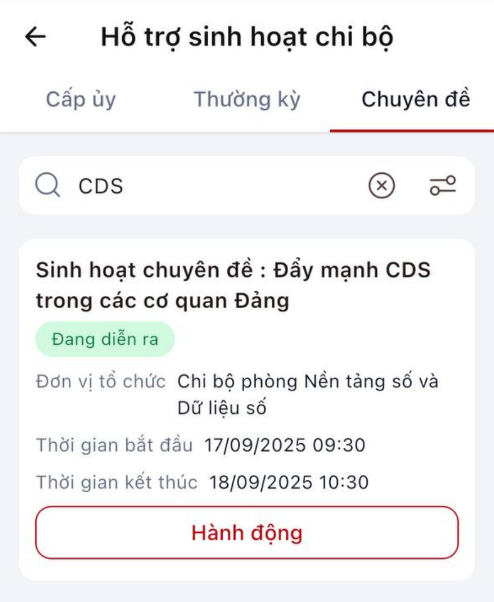 Hỗ trợ sinh hoạt chi bộ
Cấp ủy Thường kỳ Chuyên đề
CDS
Sinh hoạt chuyên đề : Đẩy mạnh CDS
trong các cơ quan Đảng
Đang diễn ra
Đơn vị tổ chức Chi bộ phòng Nền tảng số và
Dữ liệu số
Thời gian bắt đầu 17/09/2025 09:30
Thời gian kết thúc 18/09/2025 10:30
Hành động